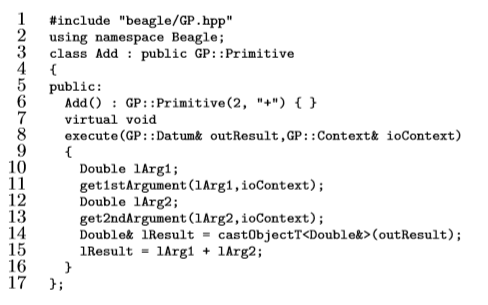 1 #include "beagle/GP.hpp"
2 using namespace Beagle;
3 class Add : public GP::Primitive
4 {
5 public:
6   Add() : GP::Primitive(2, "+") { }
7   virtual void
8   execute(GP::Datum& outResult,GP::Context& ioContext)
9   {
10     Double lArg1;
11     get1stArgument(lArg1,ioContext);
12     Double lArg2;
13     get2ndArgument(lArg2,ioContext);
14     Double& lResult = castObjectT<Double&>(outResult);
15     lResult = lArg1 + lArg2;
16   }
17 };